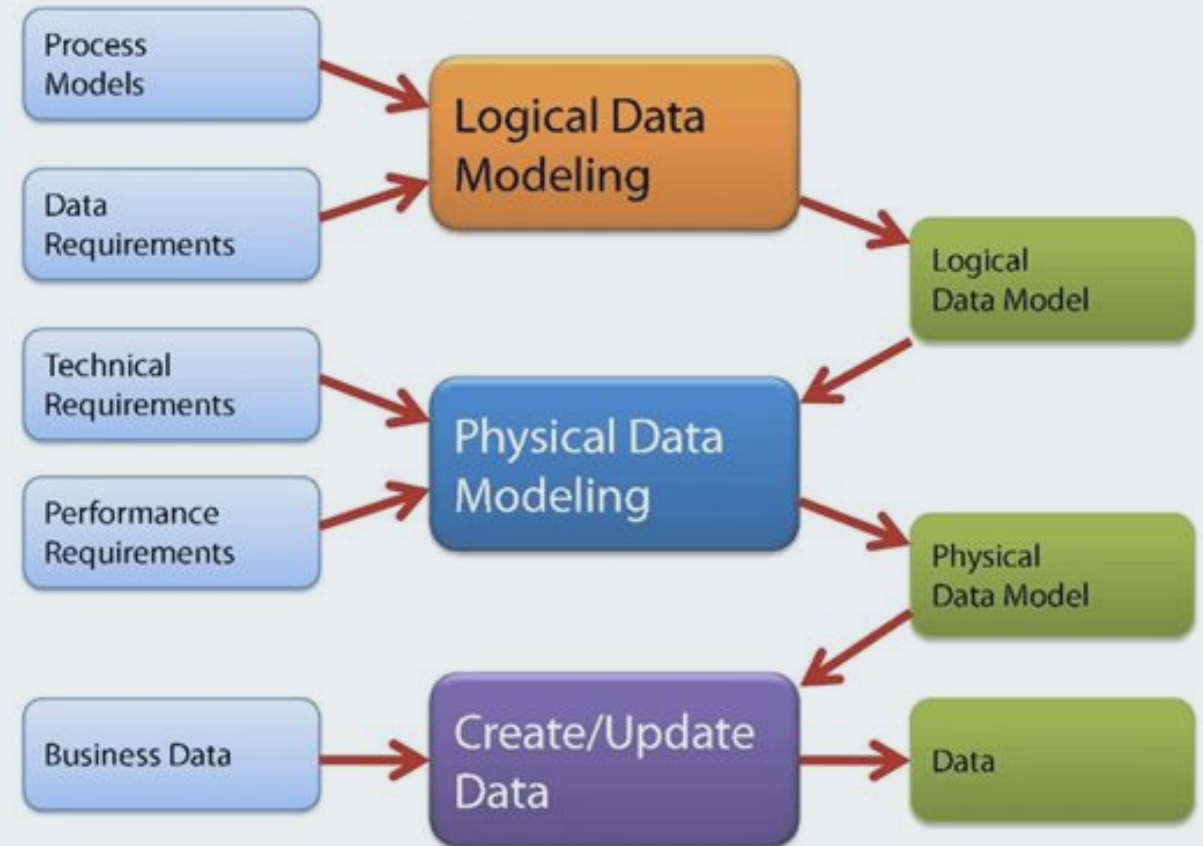 Process
Models
Logical Data
Modeling
Data
Requirements
Logical
Data Model
Technical
Requirements
Physical Data
Modeling
Performance
Requirements
Physical
Data Model
Business Data
Create/Update
Data
Data